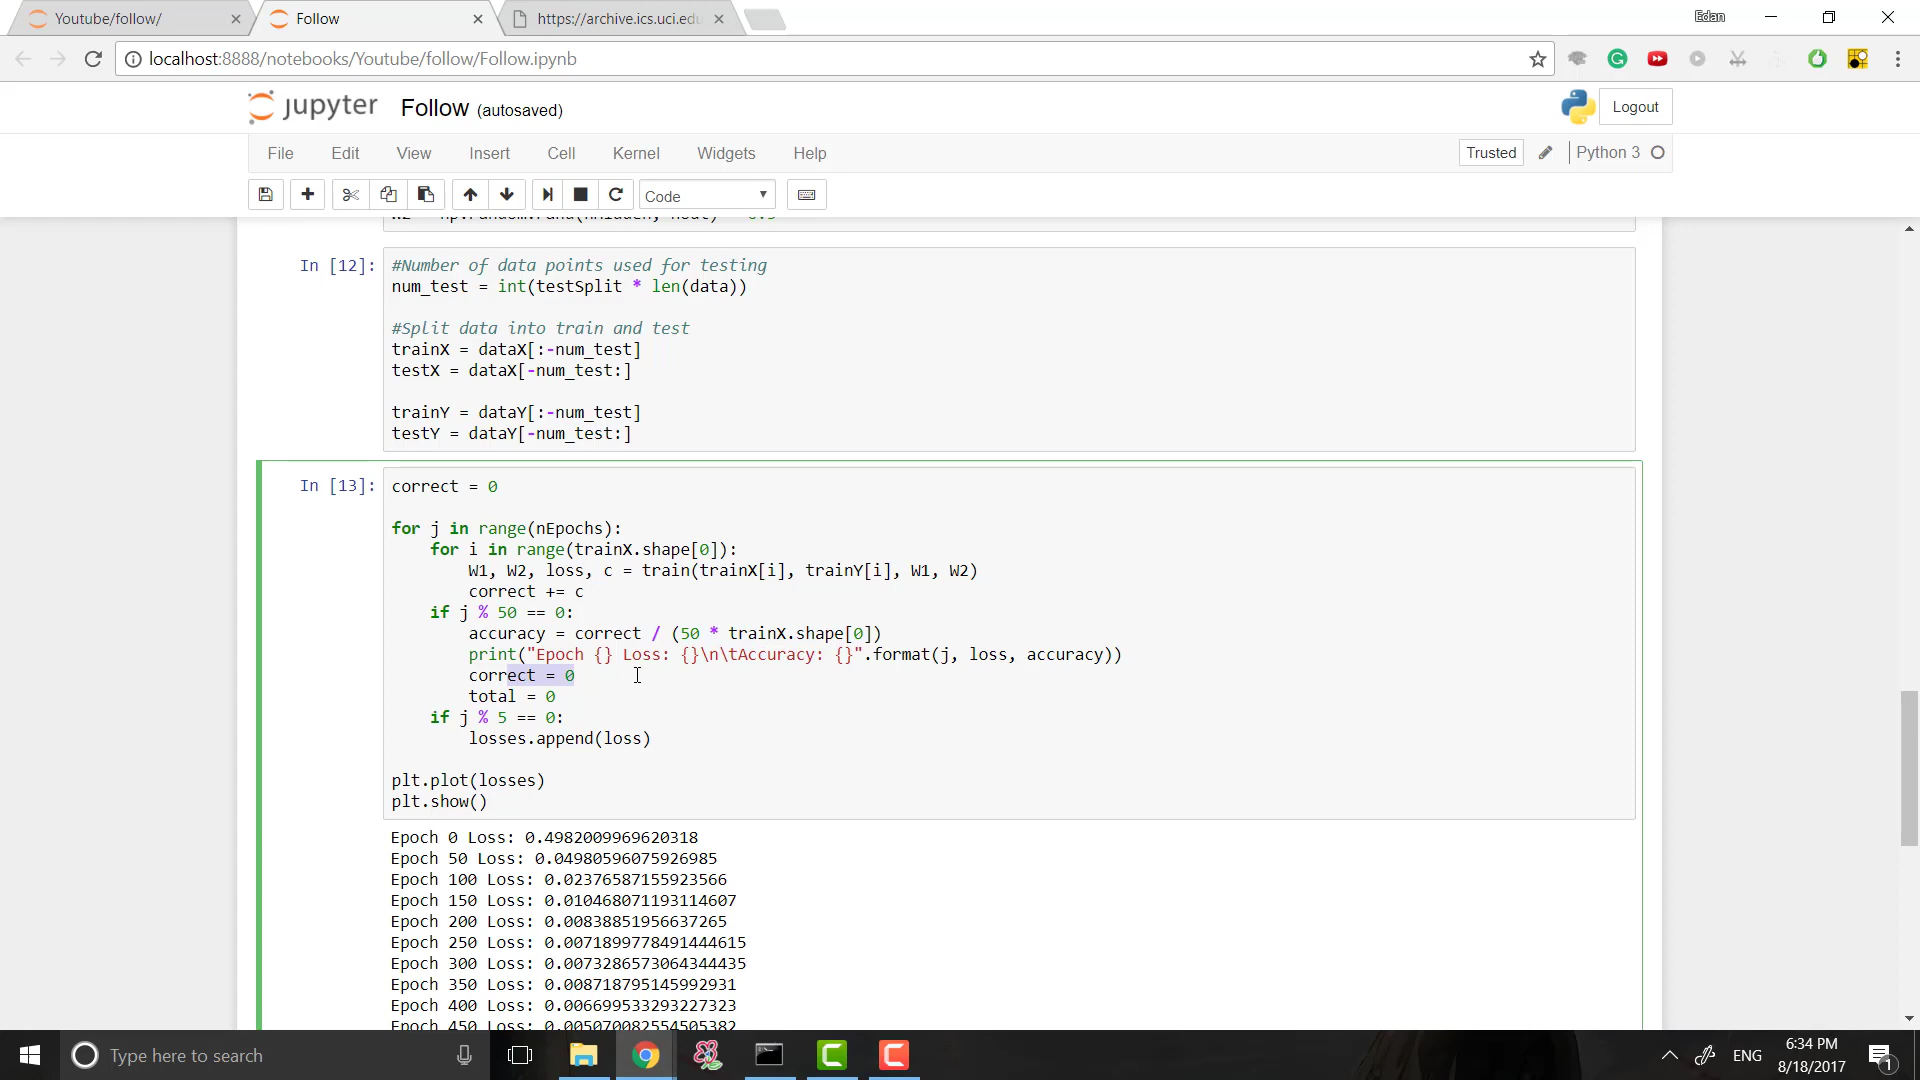 Youtube/follow/
Follow
https://archive.ics.uci.edu
Edan
localhost:8888/notebooks/Youtube/follow/Follow.ipynb
jupyter Follow (autosaved)
Logout
File Edit View Insert Cell Kernel Widgets Help
Trusted Python 3
Code
In [12]:
#Number of data points used for testing
num_test = int(testSplit * len(data))
#Split data into train and test
trainX = dataX[:-num_test]
testX = dataX[-num_test:]
trainY = dataY[:-num_test]
testY = dataY[-num_test:]
In [13]:
correct = 0
for j in range(nEpochs):
    for i in range(trainX.shape[0]):
        W1, W2, loss, c = train(trainX[i], trainY[i], W1, W2)
        correct += c
    if j % 50 == 0:
        accuracy = correct / (50 * trainX.shape[0])
        print("Epoch {} Loss: {}\n\tAccuracy: {}".format(j, loss, accuracy))
        correct = 0
        total = 0
    if j % 5 == 0:
        losses.append(loss)
plt.plot(losses)
plt.show()
Epoch 0 Loss: 0.4982009969620318
Epoch 50 Loss: 0.04980596075926985
Epoch 100 Loss: 0.02376587155923566
Epoch 150 Loss: 0.010468071193114607
Epoch 200 Loss: 0.00838851956637265
Epoch 250 Loss: 0.0071899778491444615
Epoch 300 Loss: 0.0073286573064344435
Epoch 350 Loss: 0.008718795145992931
Epoch 400 Loss: 0.006699533293227323
Epoch 450 Loss: 0.005070082554505382
Type here to search
ENG
6:34 PM
8/18/2017
1